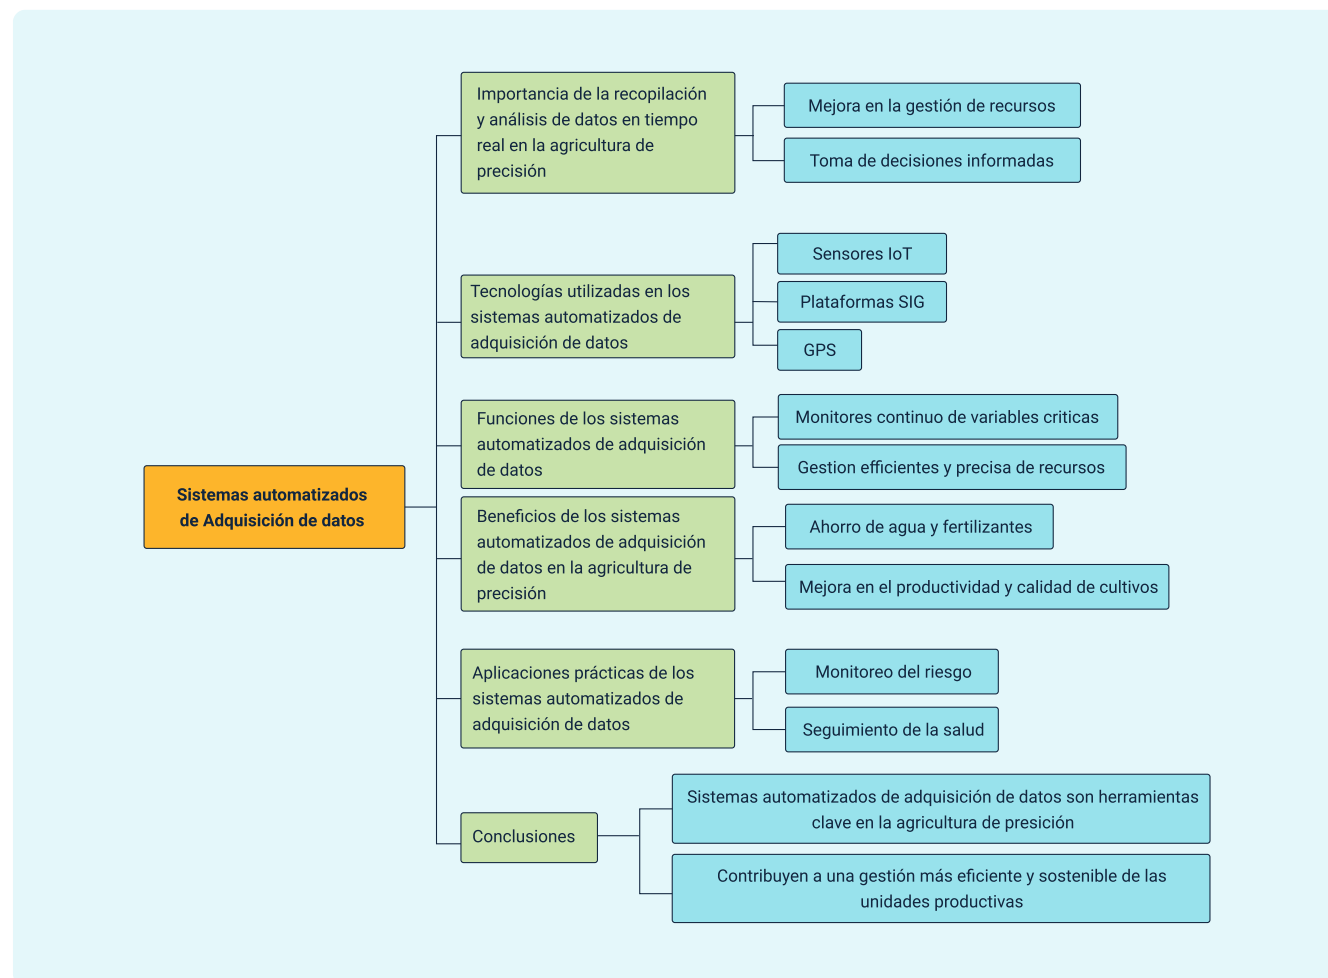 Sistemas automatizados
de Adquisición de datos
Importancia de la recopilación
y análisis de datos en tiempo
real en la agricultura de
precisión
Mejora en la gestión de recursos
Toma de decisiones informadas
Tecnologías utilizadas en los
sistemas automatizados de
adquisición de datos
Sensores IoT
Plataformas SIG
GPS
Funciones de los sistemas
automatizados de adquisición
de datos
Monitores continuo de variables criticas
Gestion efficientes y precisa de recursos
Beneficios de los sistemas
automatizados de adquisición
de datos en la agricultura de
precisión
Ahorro de agua y fertilizantes
Mejora en el productividad y calidad de cultivos
Aplicaciones prácticas de los
sistemas automatizados de
adquisición de datos
Monitoreo del riesgo
Seguimiento de la salud
Conclusiones
Sistemas automatizados de adquisición de datos son herramientas
clave en la agricultura de presición
Contribuyen a una gestión más eficiente y sostenible de las
unidades productivas